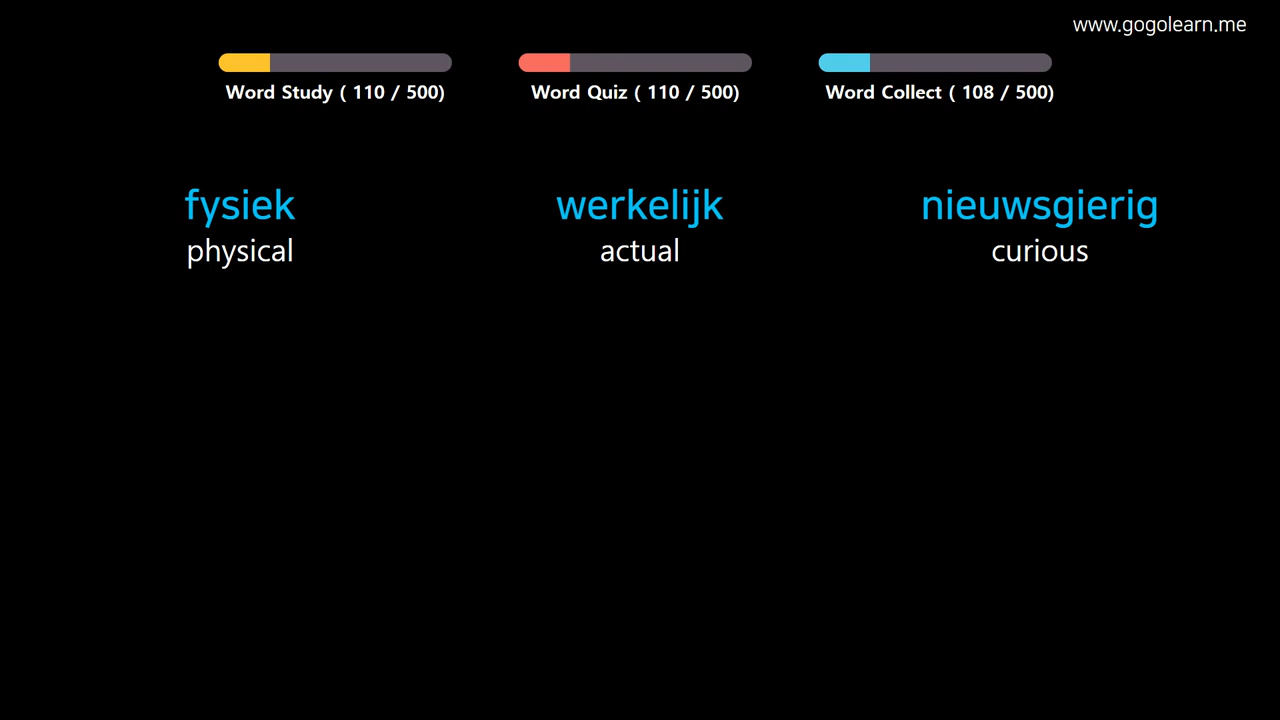 www.gogolearn.me
Word Study ( 110 / 500)
Word Quiz ( 110 / 500)
Word Collect ( 108 / 500)
fysiek
physical
werkelijk
actual
nieuwsgierig
curious